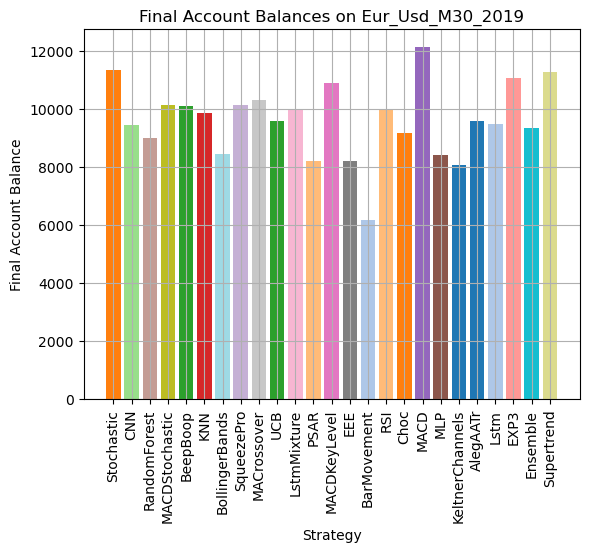 Final Account Balances on Eur_Usd_M30_2019
Final Account Balance
12000
10000
8000
6000
4000
2000
0
Stochastic
CNN
RandomForest
MACDStochastic
BeepBoop
KNN
BollingerBands
SqueezePro
MACrossover
UCB
LstmMixture
PSAR
MACDKeyLevel
EEE
BarMovement
RSI
Choc
MACD
MLP
KeltnerChannels
AlegAATr
Lstm
EXP3
Ensemble
Supertrend
Strategy